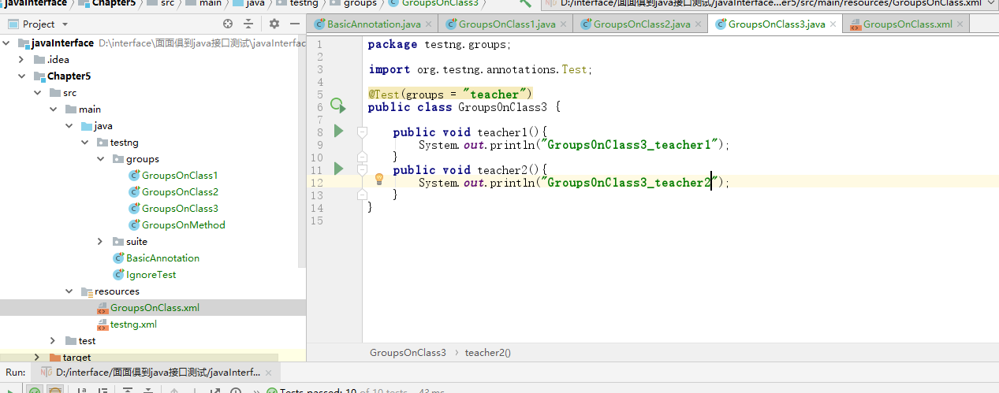 javaInterface Chapter5 src main java testng groups GroupsOnClass3 D:/interface/面面俱到java接口测试/javaInterface...er5/src/main/resources/GroupsOnClass.xml
Project
BasicAnnotation.java GroupsOnClass1.java GroupsOnClass2.java GroupsOnClass3.java GroupsOnClass.xml
javaInterface D:\interface\面面俱到java接口测试\javaInterfac
.idea
Chapter5
src
main
java
testng
groups
GroupsOnClass1
GroupsOnClass2
GroupsOnClass3
GroupsOnMethod
suite
BasicAnnotation
IgnoreTest
resources
GroupsOnClass.xml
testng.xml
test
target
1 package testng.groups;
2
3 import org.testng.annotations.Test;
4
5 @Test(groups = "teacher")
6 public class GroupsOnClass3 {
7
8 public void teacher1(){
9 System.out.println("GroupsOnClass3_teacher1");
10 }
11 public void teacher2(){
12 System.out.println("GroupsOnClass3_teacher2");
13 }
14 }
15
GroupsOnClass3 teacher2()
Run: D:/interface/面面俱到java接口测试/javaInterf...
Tests passed: 10 of 10 tests – 43 ms